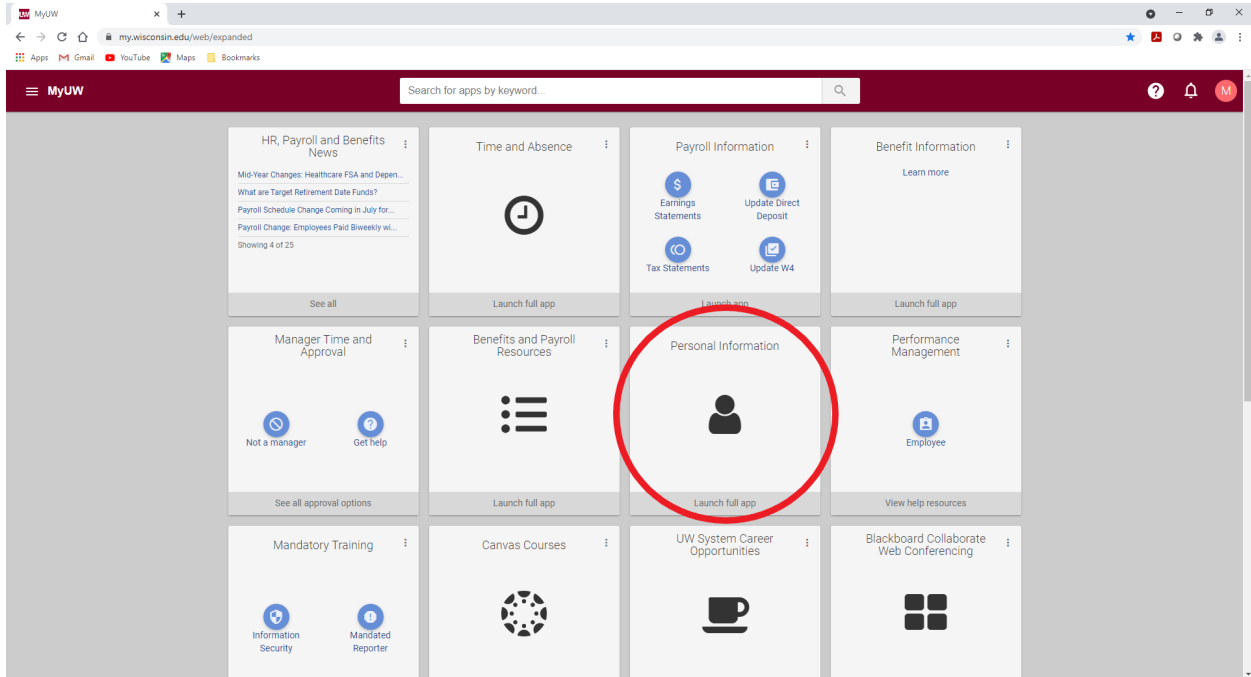 MyUW
my.wisconsin.edu/web/expanded
Apps Gmail YouTube Maps Bookmarks
MyUW
Search for apps by keyword...
M
HR, Payroll and Benefits
News
Mid-Year Changes: Healthcare FSA and Depen...
What are Target Retirement Date Funds?
Payroll Schedule Change Coming in July for...
Payroll Change: Employees Paid Biweekly wi...
Showing 4 of 25
See all
Time and Absence
Launch full app
Payroll Information
Earnings
Statements
Update Direct
Deposit
Tax Statements
Update W4
Launch app
Benefit Information
Learn more
Launch full app
Manager Time and
Approval
Not a manager
Get help
See all approval options
Benefits and Payroll
Resources
Launch full app
Personal Information
Launch full app
Performance
Management
Employee
View help resources
Mandatory Training
Information
Security
Mandated
Reporter
Canvas Courses
UW System Career
Opportunities
Blackboard Collaborate
Web Conferencing